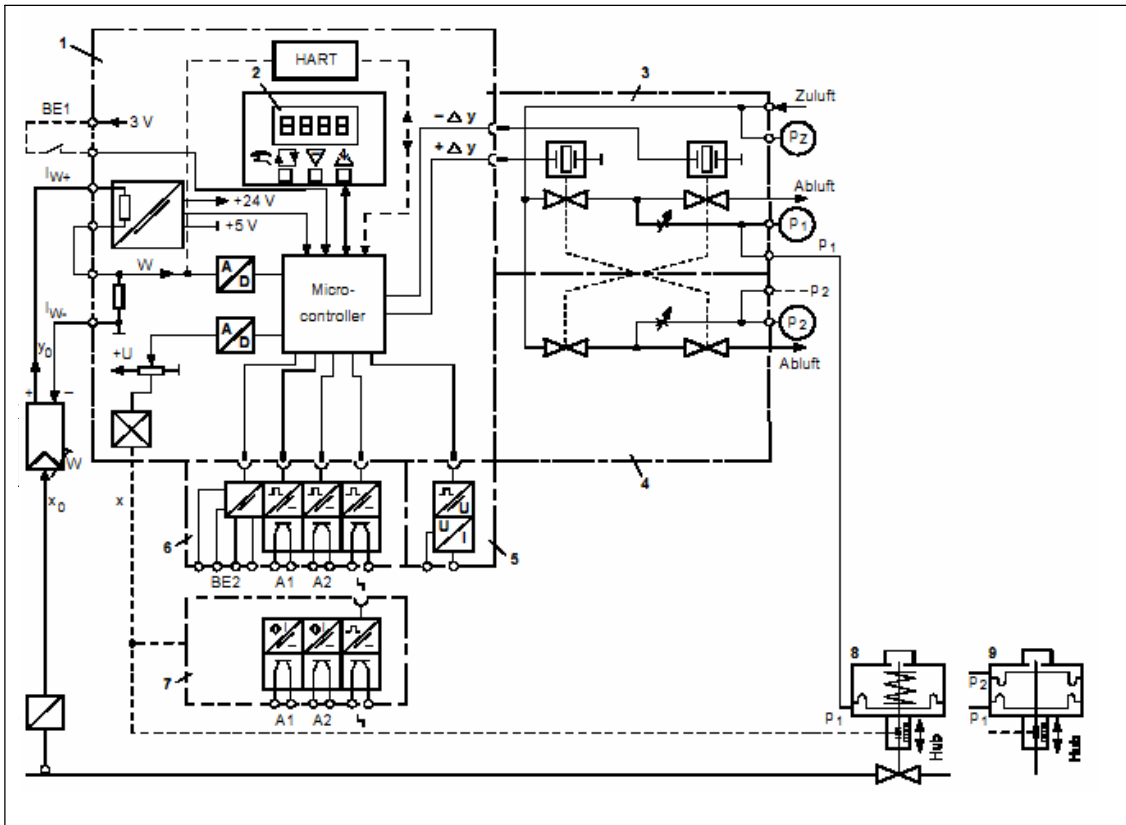 1
HART
2
3
BE1
3 V
8888
– Δ y
+ Δ y
Zuluft
PZ
IW+
+24 V
+5 V
Abluft
P1
p1
W
A
D
Micro-
controller
p2
P2
IW-
A
D
y0
+U
Abluft
+
–
W
4
x0
x
U
U
I
6
5
BE2
A1
A2
7
A1
A2
8
9
P2
P1
P1
Hub
Hub